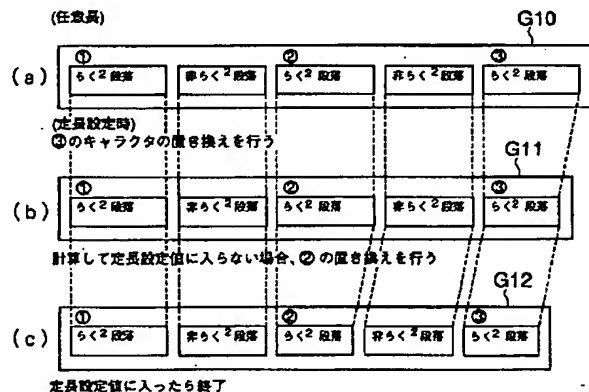 (任意長)
G10
① ② ③
(a) らく² 段落 非らく² 段落 らく² 段落 非らく² 段落 らく² 段落
(定長設定時)
③のキャラクタの置き換えを行う
G11
① ② ③
(b) らく² 段落 非らく² 段落 らく² 段落 非らく² 段落 らく² 段落
計算して定長設定値に入らない場合、② の置き換えを行う
G12
① ② ③
(c) らく² 段落 非らく² 段落 らく² 段落 非らく² 段落 らく² 段落
定長設定値に入ったら終了